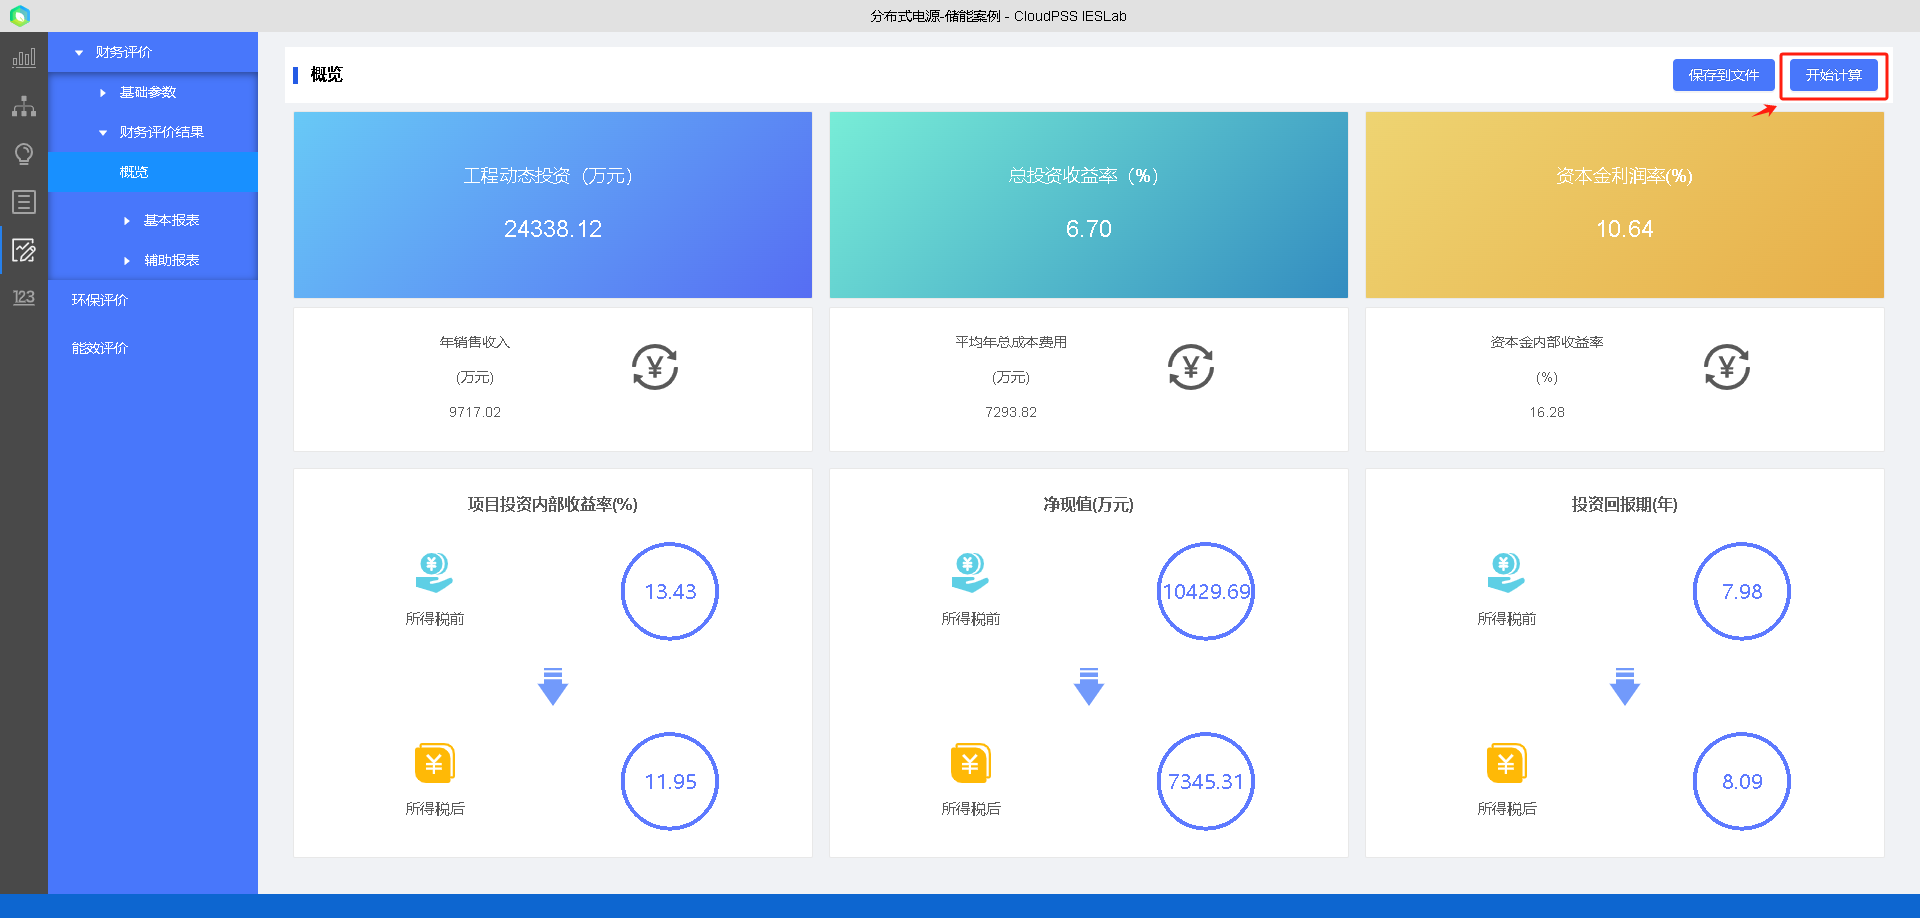 分布式电源-储能案例 - CloudPSS IESLab
财务评价
基础参数
财务评价结果
概览
基本报表
辅助报表
环保评价
能效评价
123
概览
保存到文件
开始计算
工程动态投资（万元）
24338.12
总投资收益率（%）
6.70
资本金利润率(%)
10.64
年销售收入
(万元)
9717.02
平均年总成本费用
(万元)
7293.82
资本金内部收益率
(%)
16.28
项目投资内部收益率(%)
所得税前
13.43
所得税后
11.95
净现值(万元)
所得税前
10429.69
所得税后
7345.31
投资回报期(年)
所得税前
7.98
所得税后
8.09